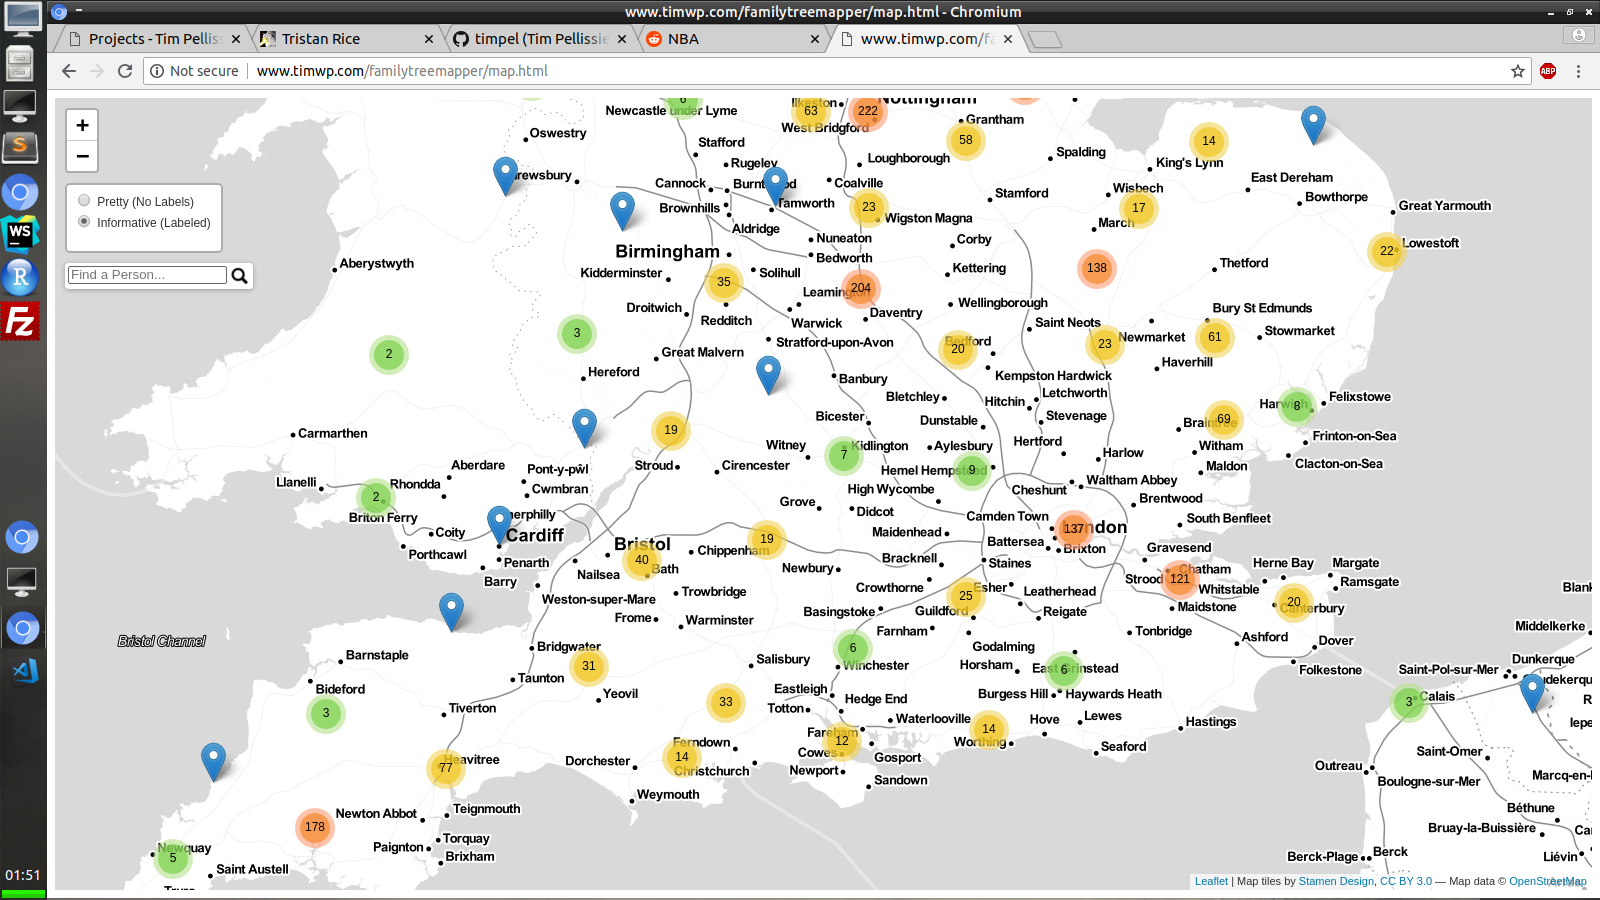 www.timwp.com/familytreemapper/map.html - Chromium
Projects - Tim Pelliss
Tristan Rice
timpel (Tim Pellissie
NBA
www.timwp.com/fa
Not secure
www.timwp.com/familytreemapper/map.html
ABP
+
−
Pretty (No Labels)
Informative (Labeled)
Find a Person...
S
WS
R
FZ
01:51
6
Newcastle under Lyme
Ilkeston
63
222
Nottingham
West Bridgford
Grantham
58
Oswestry
Stafford
Rugeley
Loughborough
Spalding
14
King's Lynn
Cannock
Coalville
Stamford
Wisbech
East Dereham
Bowthorpe
Great Yarmouth
Tamworth
Brownhills
23
Wigston Magna
17
March
Aldridge
Nuneaton
Corby
22
Lowestoft
Birmingham
Bedworth
Aberystwyth
Kidderminster
Solihull
Kettering
138
Thetford
35
204
Leamington
Droitwich
Redditch
Warwick
Daventry
Wellingborough
Saint Neots
Bury St Edmunds
Stowmarket
3
Stratford-upon-Avon
20
Bedford
23
Newmarket
61
2
Great Malvern
Haverhill
Hereford
Banbury
Kempston Hardwick
Bletchley
Hitchin
Letchworth
Harwich
8
Felixstowe
Bicester
Dunstable
Stevenage
69
Braintree
Carmarthen
19
Witney
7
Kidlington
Aylesbury
Hertford
Witham
Frinton-on-Sea
Aberdare
Pont-y-pŵl
Stroud
Cirencester
Hemel Hempstead
9
Harlow
Maldon
Clacton-on-Sea
Llanelli
Rhondda
Cwmbran
High Wycombe
Cheshunt
Waltham Abbey
2
Grove
Didcot
Brentwood
Briton Ferry
Camden Town
137
London
South Benfleet
Coity
Cardiff
Bristol
19
Chippenham
Maidenhead
Battersea
Brixton
Porthcawl
Penarth
40
Bath
Bracknell
Staines
Gravesend
Chatham
Herne Bay
Margate
Barry
Nailsea
Newbury
Strood
121
Whitstable
Ramsgate
Weston-super-Mare
Trowbridge
Crowthorne
Esher
Leatherhead
Frome
Warminster
Basingstoke
25
Guildford
Reigate
Maidstone
20
Canterbury
Bristol Channel
Farnham
Tonbridge
Middelkerke
Bridgwater
6
Godalming
Ashford
Dover
Barnstaple
31
Salisbury
Winchester
Horsham
East Grinstead
6
Folkestone
Saint-Pol-sur-Mer
Dunkerque
Taunton
Bideford
Yeovil
Eastleigh
Hedge End
Burgess Hill
Haywards Heath
3
Calais
3
Tiverton
33
Totton
Waterlooville
14
Hove
Lewes
Hastings
Fareham
12
Worthing
Seaford
Saint-Omer
77
Heavitree
Dorchester
Ferndown
14
Christchurch
Cowes
Newport
Gosport
Sandown
Outreau
Boulogne-sur-Mer
Weymouth
Newton Abbot
Teignmouth
178
Béthune
Bruay-la-Buissière
Torquay
Newquay
5
Paignton
Brixham
Berck-Plage
Berck
Liévin
Saint Austell
Leaflet | Map tiles by Stamen Design, CC BY 3.0 — Map data © OpenStreetMap